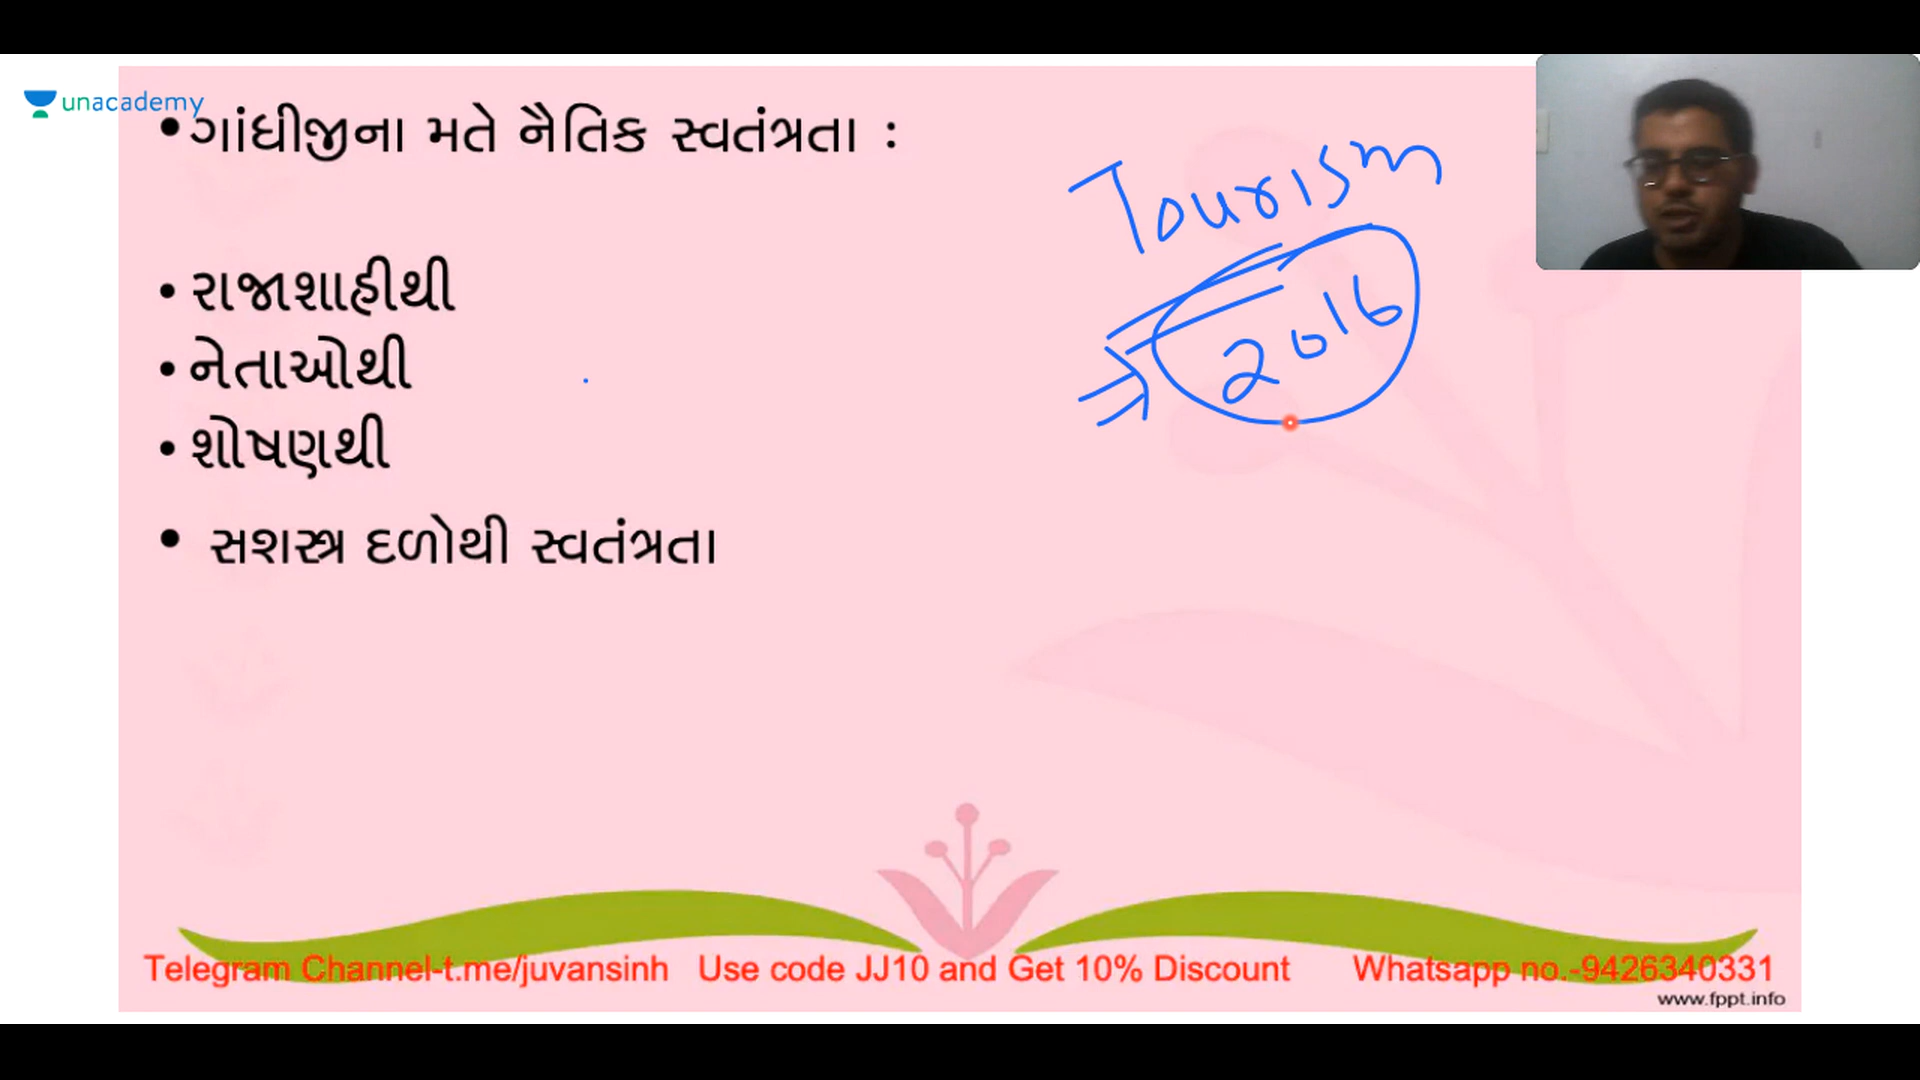 unacademy
•ગાંધીજીના મતે નૈતિક સ્વતંત્રતા :
Tourism
2016
• રાજાશાહીથી
• નેતાઓથી
• શોષણથી
• સશસ્ત્ર દળોથી સ્વતંત્રતા
Telegram Channel-t.me/juvansinh Use code JJ10 and Get 10% Discount Whatsapp no.-9426340331
www.fppt.info